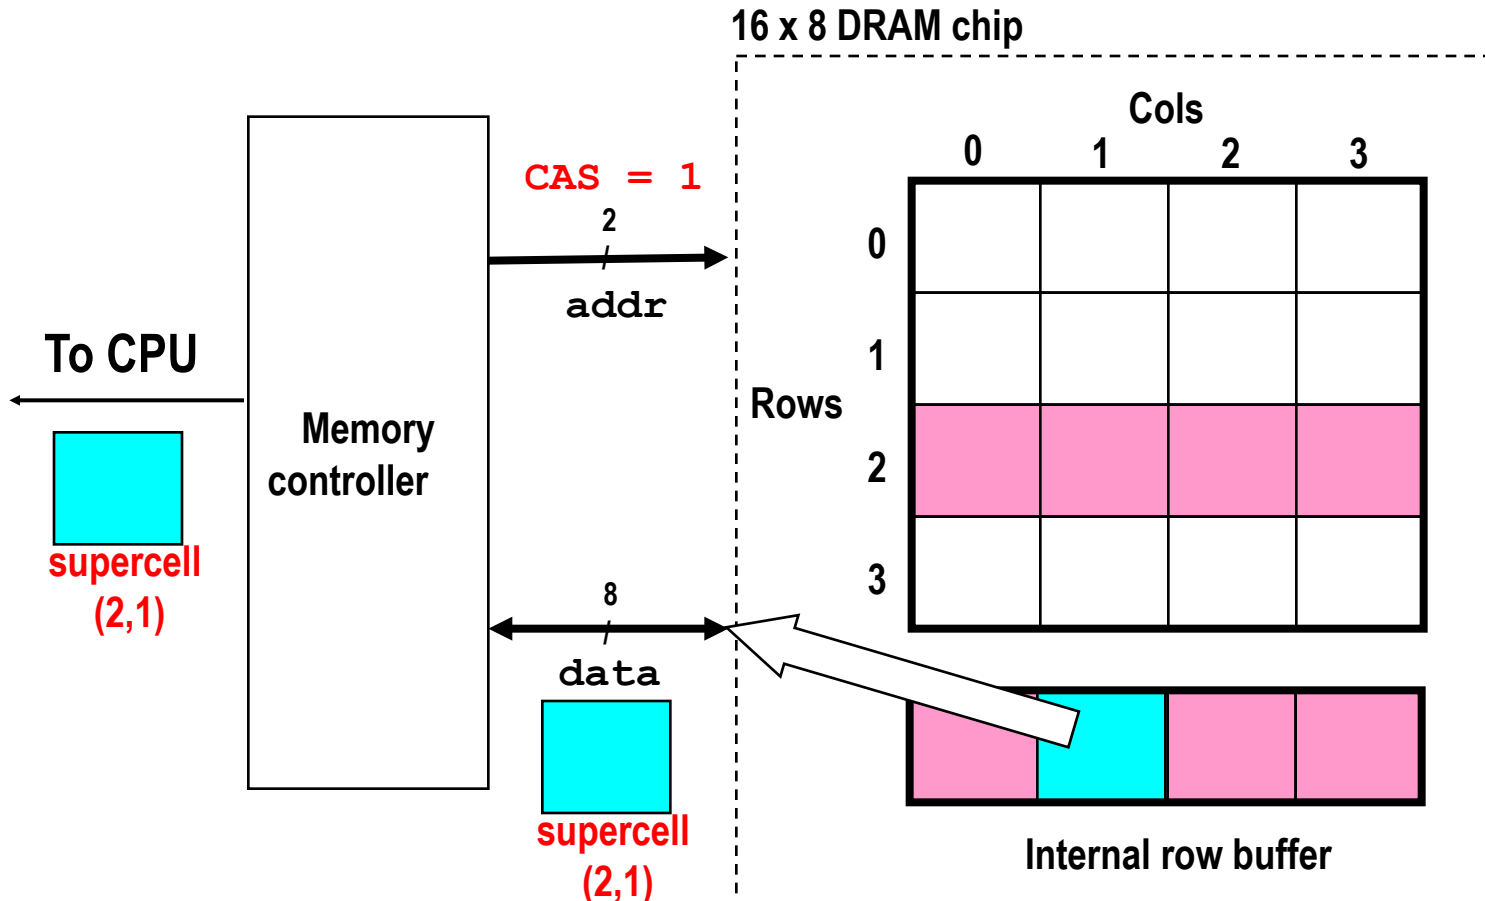 16 x 8 DRAM chip
Cols
0 1 2 3
CAS = 1
2
addr
0
To CPU
1
Rows
Memory
controller
2
supercell
(2,1)
3
8
data
supercell
(2,1)
Internal row buffer